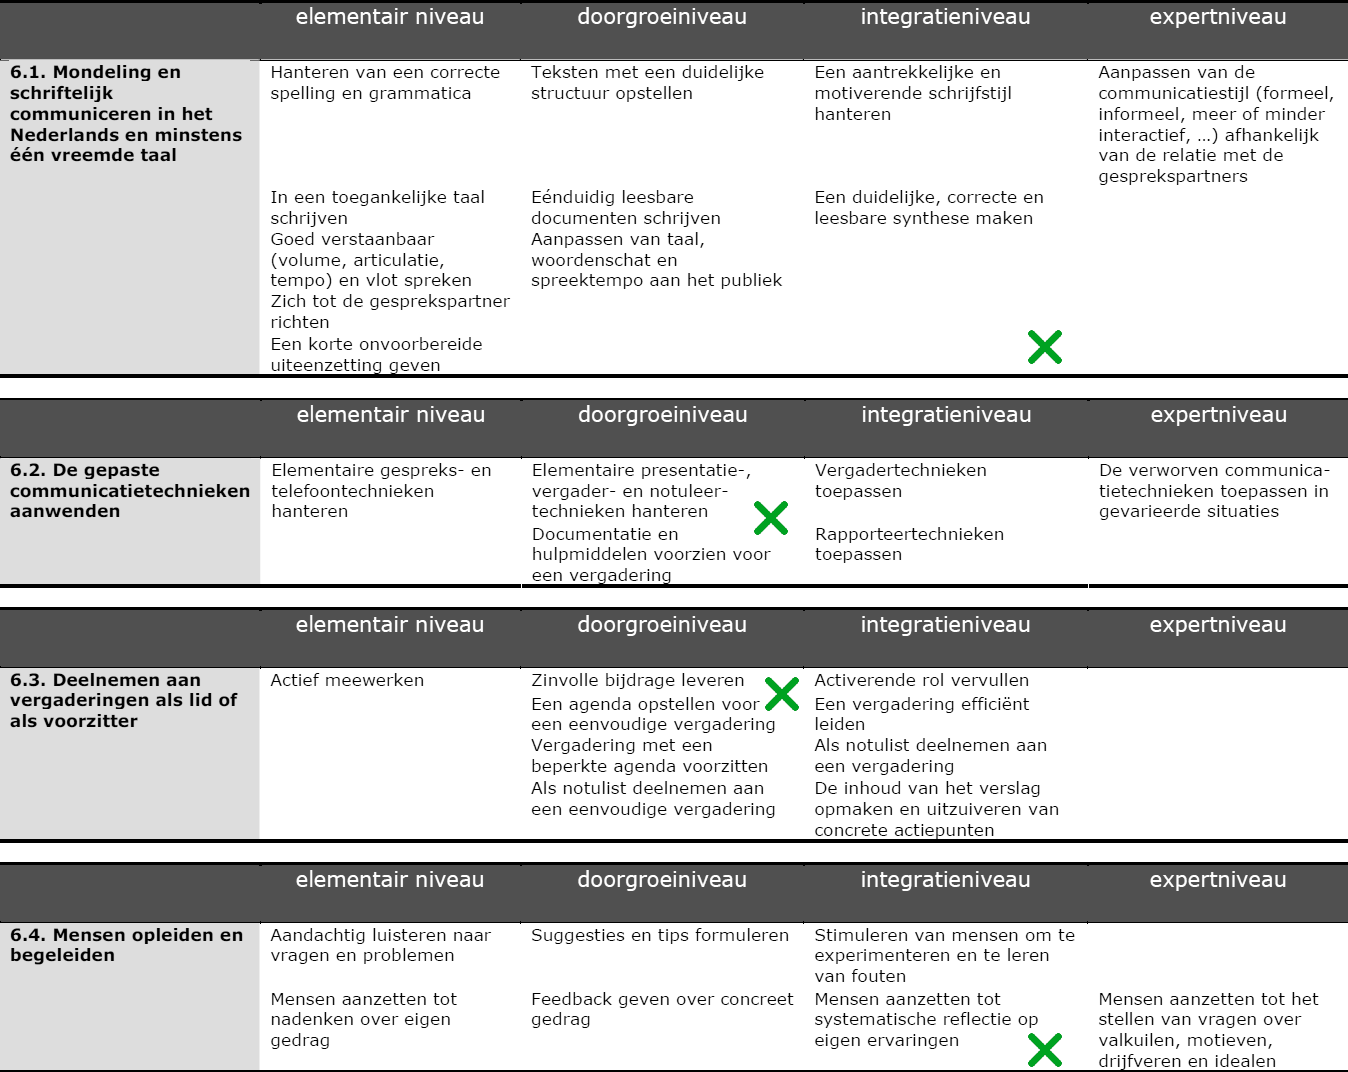 elementair niveau doorgroeiniveau integratieniveau expertniveau
6.1. Mondeling en
schriftelijk
communiceren in het
Nederlands en minstens
één vreemde taal
Hanteren van een correcte
spelling en grammatica
Teksten met een duidelijke
structuur opstellen
Een aantrekkelijke en
motiverende schrijfstijl
hanteren
Aanpassen van de
communicatiestijl (formeel,
informeel, meer of minder
interactief, …) afhankelijk
van de relatie met de
gesprekspartners
In een toegankelijke taal
schrijven
Eénduidig leesbare
documenten schrijven
Een duidelijke, correcte en
leesbare synthese maken
Goed verstaanbaar
(volume, articulatie,
tempo) en vlot spreken
Aanpassen van taal,
woordenschat en
spreektempo aan het publiek
Zich tot de gesprekspartner
richten
Een korte onvoorbereide
uiteenzetting geven
elementair niveau doorgroeiniveau integratieniveau expertniveau
6.2. De gepaste
communicatietechnieken
aanwenden
Elementaire gespreks- en
telefoontechnieken
hanteren
Elementaire presentatie-,
vergader- en notuleer-
technieken hanteren
Vergadertechnieken
toepassen
De verworven communica-
tietechnieken toepassen in
gevarieerde situaties
Documentatie en
hulpmiddelen voorzien voor
een vergadering
Rapporteertechnieken
toepassen
elementair niveau doorgroeiniveau integratieniveau expertniveau
6.3. Deelnemen aan
vergaderingen als lid of
als voorzitter
Actief meewerken
Zinvolle bijdrage leveren
Activerende rol vervullen
Een agenda opstellen voor
een eenvoudige vergadering
Een vergadering efficiënt
leiden
Vergadering met een
beperkte agenda voorzitten
Als notulist deelnemen aan
een vergadering
Als notulist deelnemen aan
een eenvoudige vergadering
De inhoud van het verslag
opmaken en uitzuiveren van
concrete actiepunten
elementair niveau doorgroeiniveau integratieniveau expertniveau
6.4. Mensen opleiden en
begeleiden
Aandachtig luisteren naar
vragen en problemen
Suggesties en tips formuleren
Stimuleren van mensen om te
experimenteren en te leren
van fouten
Mensen aanzetten tot
nadenken over eigen
gedrag
Feedback geven over concreet
gedrag
Mensen aanzetten tot
systematische reflectie op
eigen ervaringen
Mensen aanzetten tot het
stellen van vragen over
valkuilen, motieven,
drijfveren en idealen